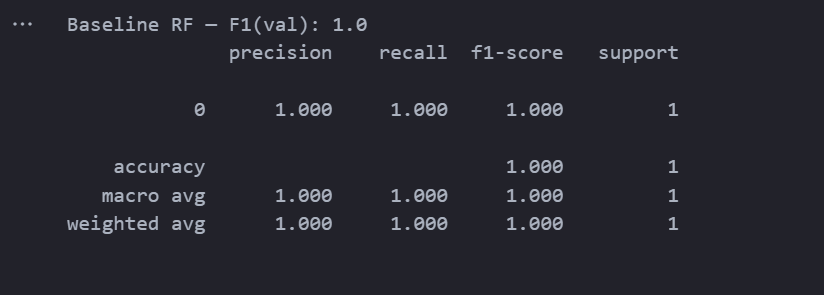 ... Baseline RF — F1(val): 1.0
precision recall f1-score support
0 1.000 1.000 1.000 1
accuracy 1.000 1
macro avg 1.000 1.000 1.000 1
weighted avg 1.000 1.000 1.000 1